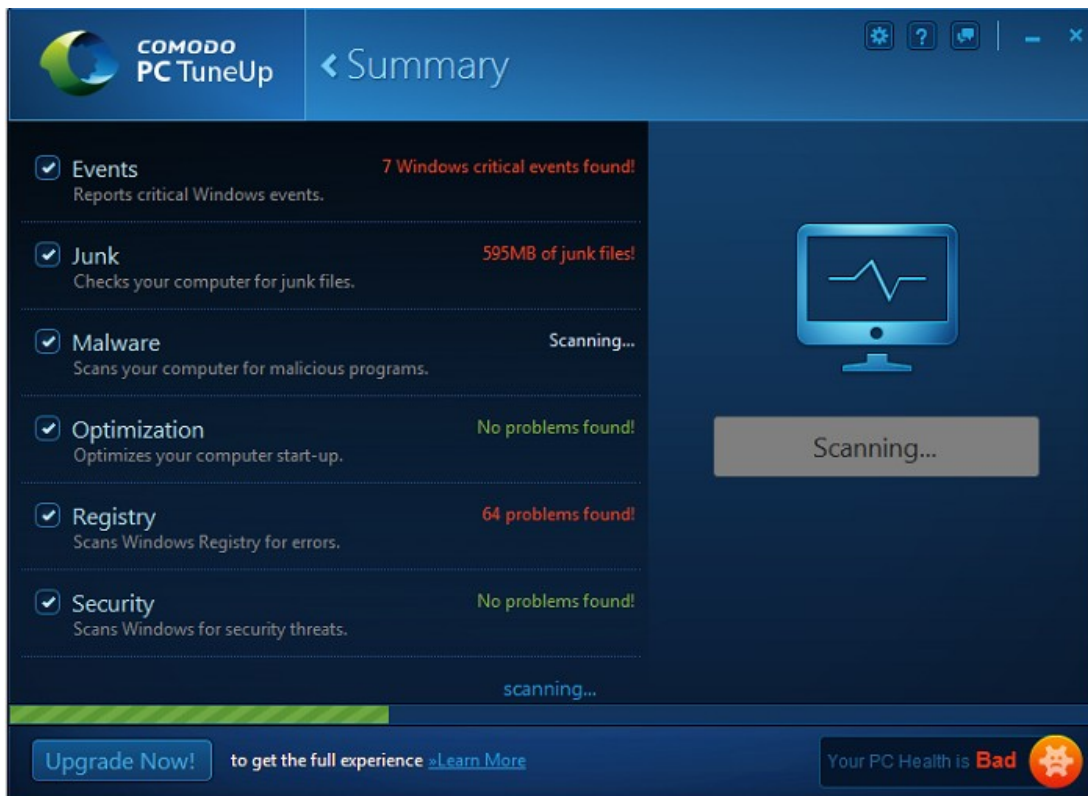 COMODO
PC TuneUp
Summary
?
Events
7 Windows critical events found!
Reports critical Windows events.
Junk
595MB of junk files!
Checks your computer for junk files.
Malware
Scanning...
Scans your computer for malicious programs.
Optimization
No problems found!
Optimizes your computer start-up.
Scanning...
Registry
64 problems found!
Scans Windows Registry for errors.
Security
No problems found!
Scans Windows for security threats.
scanning...
Upgrade Now! to get the full experience »Learn More
Your PC Health is Bad